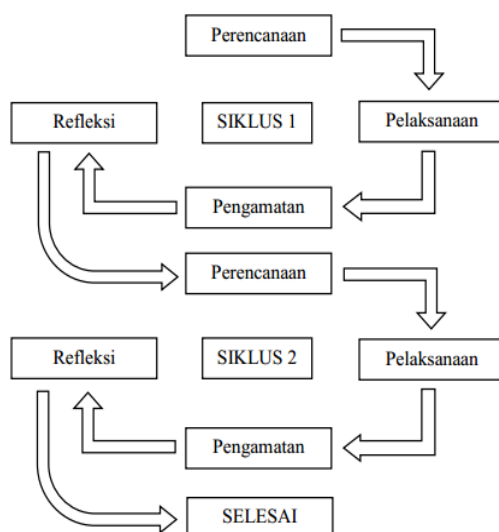 Perencanaan
Refleksi
SIKLUS 1
Pelaksanaan
Pengamatan
Perencanaan
Refleksi
SIKLUS 2
Pelaksanaan
Pengamatan
SELESAI